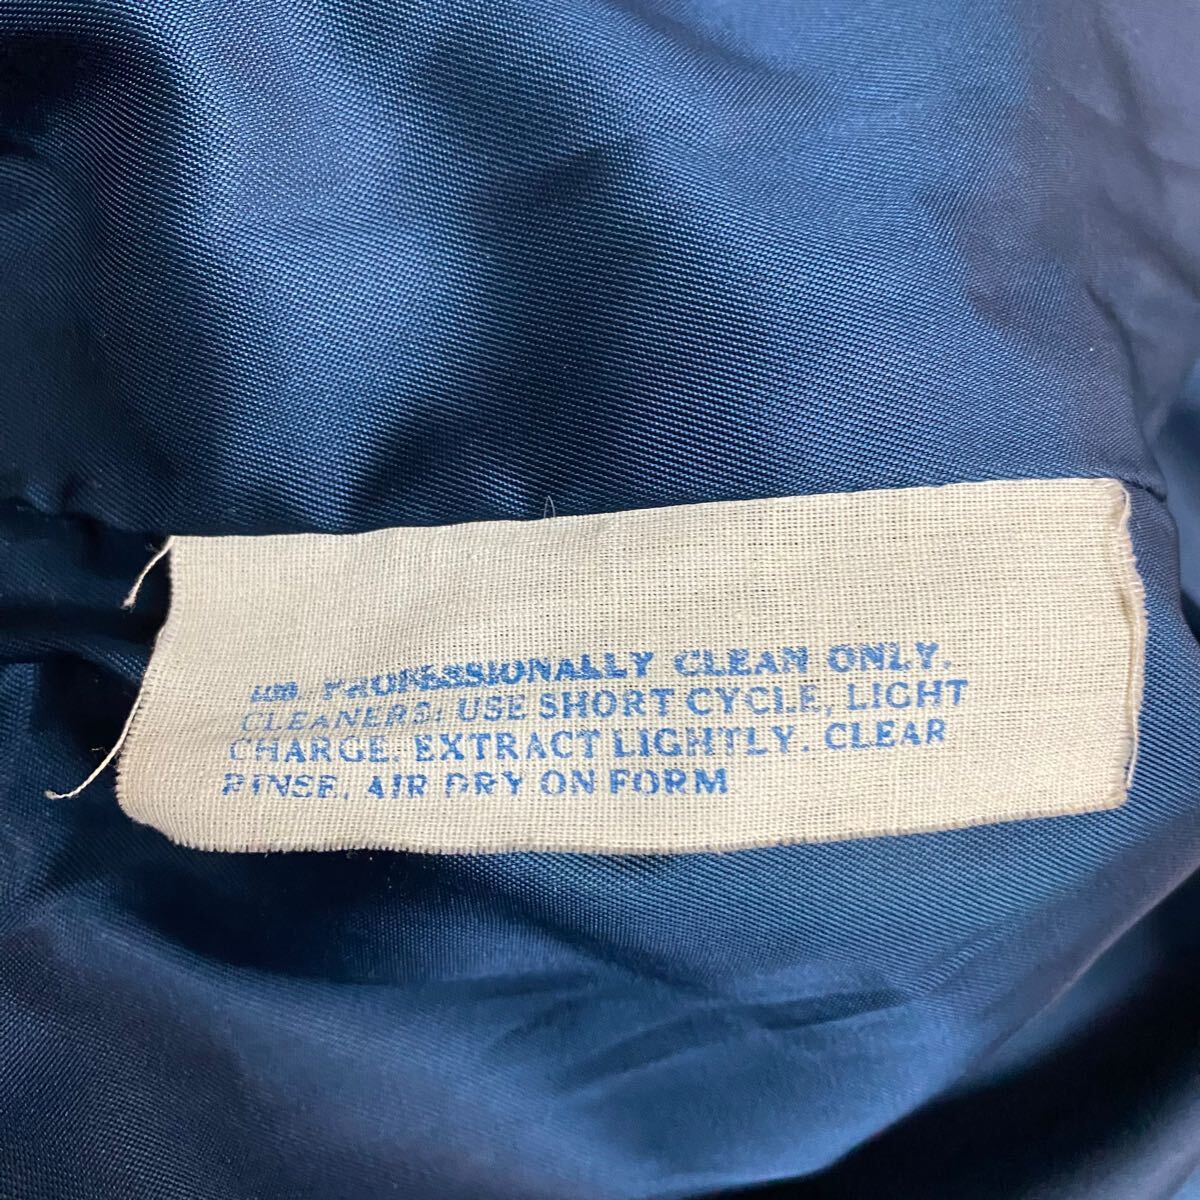 PROFESSIONALLY CLEAN ONLY.
CLEANERS: USE SHORT CYCLE, LIGHT
CHARGE. EXTRACT LIGHTLY. CLEAR
RINSE. AIR DRY ON FORM